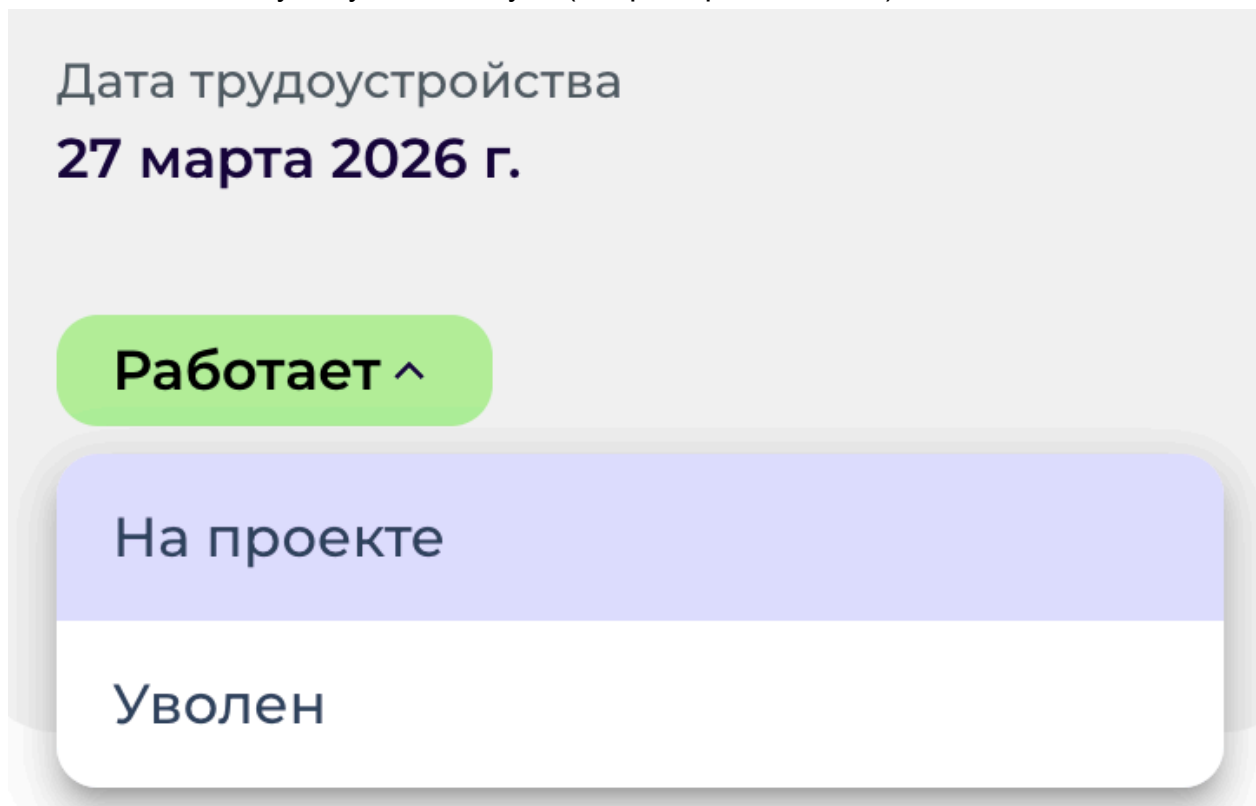 Дата трудоустройства
27 марта 2026 г.
Работает
На проекте
Уволен